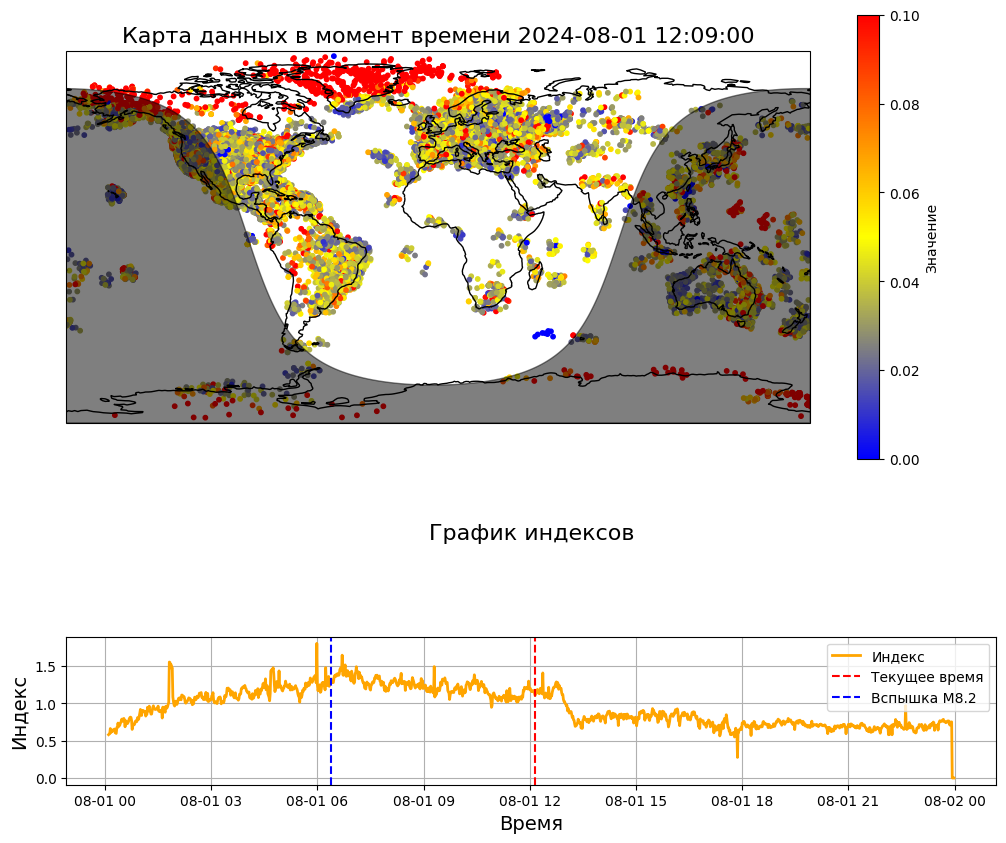 Карта данных в момент времени 2024-08-01 12:09:00
0.10
0.08
0.06
0.04
0.02
0.00
Значение
График индексов
Индекс
1.5
1.0
0.5
0.0
Индекс
Текущее время
Вспышка М8.2
08-01 00
08-01 03
08-01 06
08-01 09
08-01 12
08-01 15
08-01 18
08-01 21
08-02 00
Время